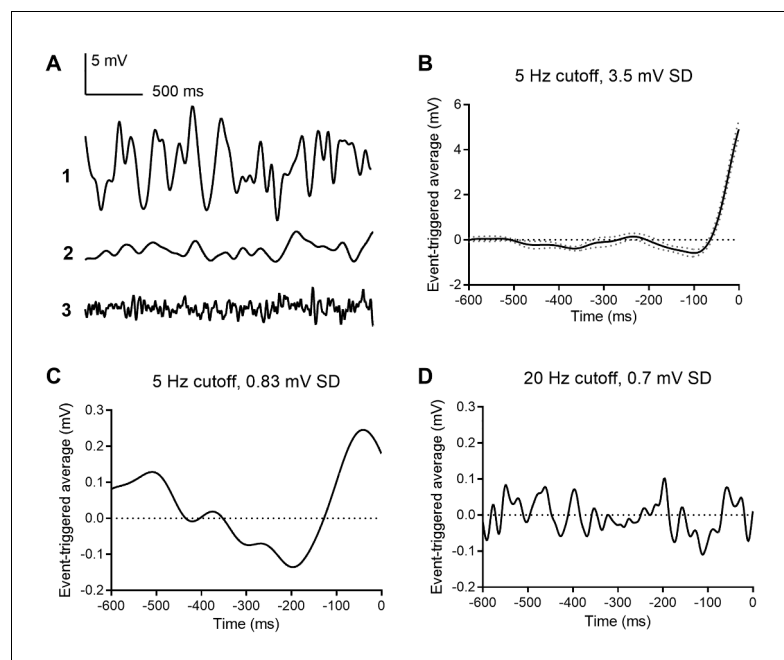 A
5 mV
500 ms
1
2
3
B
5 Hz cutoff, 3.5 mV SD
Event-triggered average (mV)
6
4
2
0
-2
-600 -500 -400 -300 -200 -100 0
Time (ms)
C
5 Hz cutoff, 0.83 mV SD
Event-triggered average (mV)
0.3
0.2
0.1
0.0
-0.1
-0.2
-600 -500 -400 -300 -200 -100 0
Time (ms)
D
20 Hz cutoff, 0.7 mV SD
Event-triggered average (mV)
0.3
0.2
0.1
0.0
-0.1
-0.2
-600 -500 -400 -300 -200 -100 0
Time (ms)